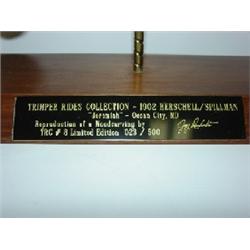 TRIMPER RIDES COLLECTION - 1902 HERSCHELL/SPILLMAN
"Jeremiah" - Ocean City, MD
Reproduction of a Woodcarving by
TRC # 8 Limited Edition 023 / 500